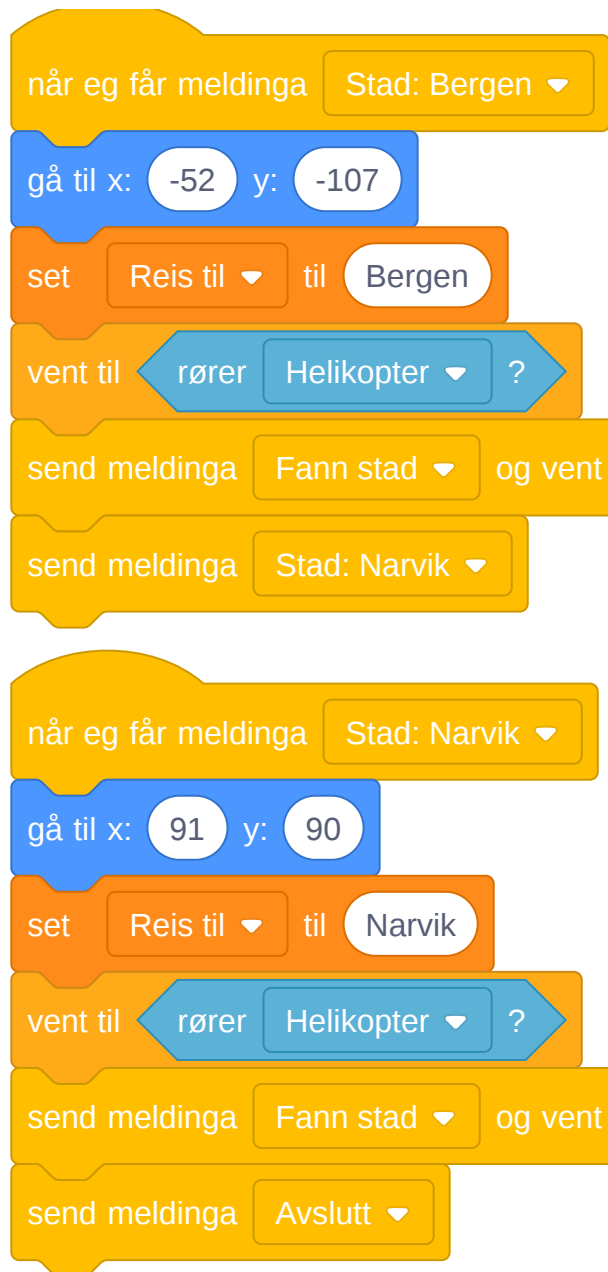 når eg får meldinga Stad: Bergen
gå til x: -52 y: -107
set Reis til til Bergen
vent til rører Helikopter ?
send meldinga Fann stad og vent
send meldinga Stad: Narvik
når eg får meldinga Stad: Narvik
gå til x: 91 y: 90
set Reis til til Narvik
vent til rører Helikopter ?
send meldinga Fann stad og vent
send meldinga Avslutt